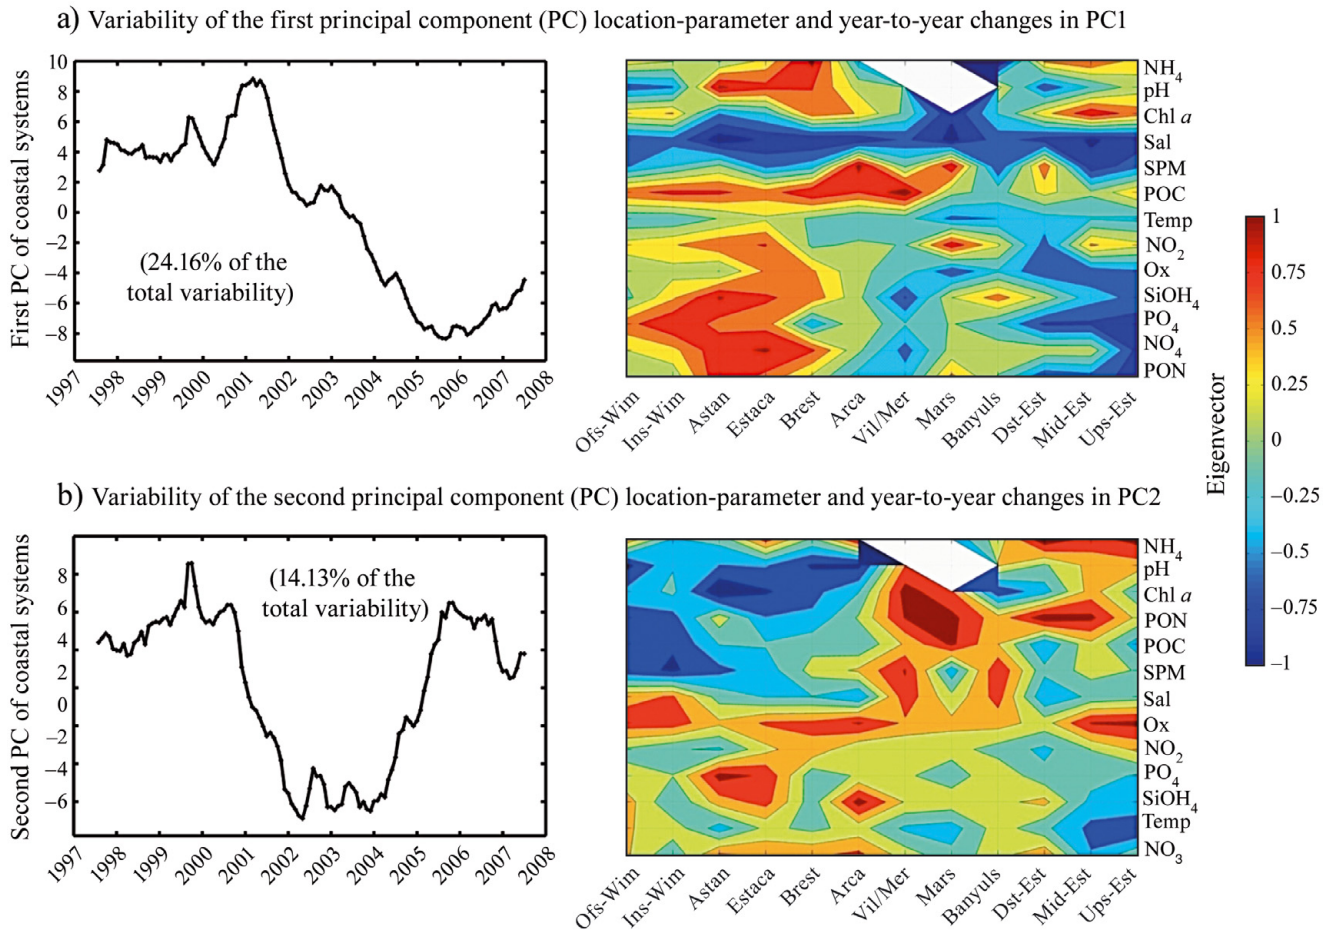 a) Variability of the first principal component (PC) location-parameter and year-to-year changes in PC1
First PC of coastal systems
10
8
6
4
2
0
−2
−4
−6
−8
(24.16% of the
total variability)
1997
1998
1999
2000
2001
2002
2003
2004
2005
2006
2007
2008
NH4
pH
Chl a
Sal
SPM
POC
Temp
NO2
Ox
SiOH4
PO4
NO4
PON
Ofs-Wim
Ins-Wim
Astan
Estaca
Brest
Arca
Vil/Mer
Mars
Banyuls
Dst-Est
Mid-Est
Ups-Est
Eigenvector
1
0.75
0.5
0.25
0
−0.25
−0.5
−0.75
−1
b) Variability of the second principal component (PC) location-parameter and year-to-year changes in PC2
Second PC of coastal systems
8
6
4
2
0
−2
−4
−6
(14.13% of the
total variability)
1997
1998
1999
2000
2001
2002
2003
2004
2005
2006
2007
2008
NH4
pH
Chl a
PON
POC
SPM
Sal
Ox
NO2
PO4
SiOH4
Temp
NO3
Ofs-Wim
Ins-Wim
Astan
Estaca
Brest
Arca
Vil/Mer
Mars
Banyuls
Dst-Est
Mid-Est
Ups-Est